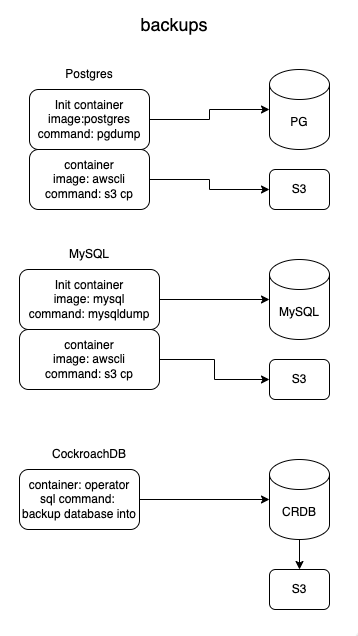 backups
Postgres
Init container
image:postgres
command: pgdump
PG
container
image: awscli
command: s3 cp
S3
MySQL
Init container
image: mysql
command: mysqldump
MySQL
container
image: awscli
command: s3 cp
S3
CockroachDB
container: operator
sql command:
backup database into
CRDB
S3